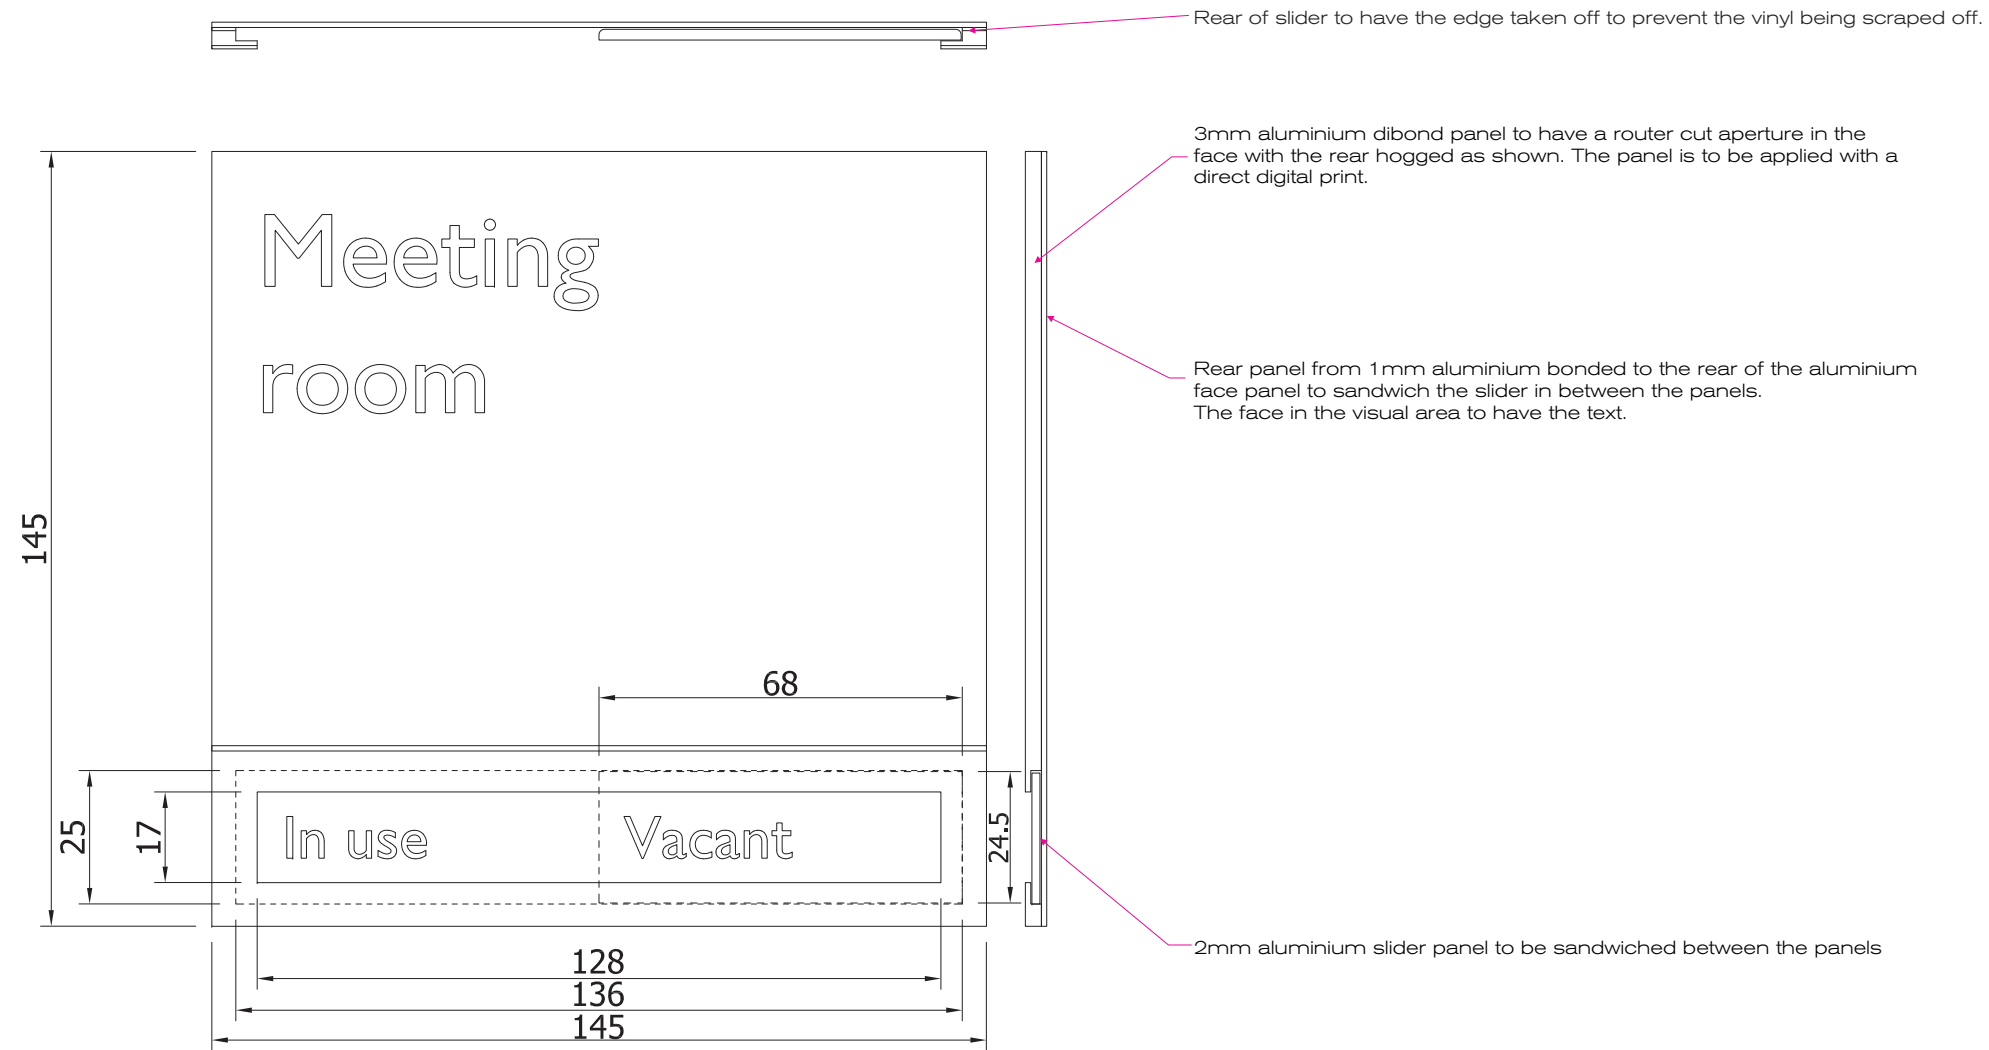 Rear of slider to have the edge taken off to prevent the vinyl being scraped off.
3mm aluminium dibond panel to have a router cut aperture in the
face with the rear hogged as shown. The panel is to be applied with a
direct digital print.
Meeting
room
Rear panel from 1mm aluminium bonded to the rear of the aluminium
face panel to sandwich the slider in between the panels.
The face in the visual area to have the text.
145
68
25
17
In use
Vacant
24.5
2mm aluminium slider panel to be sandwiched between the panels
128
136
145